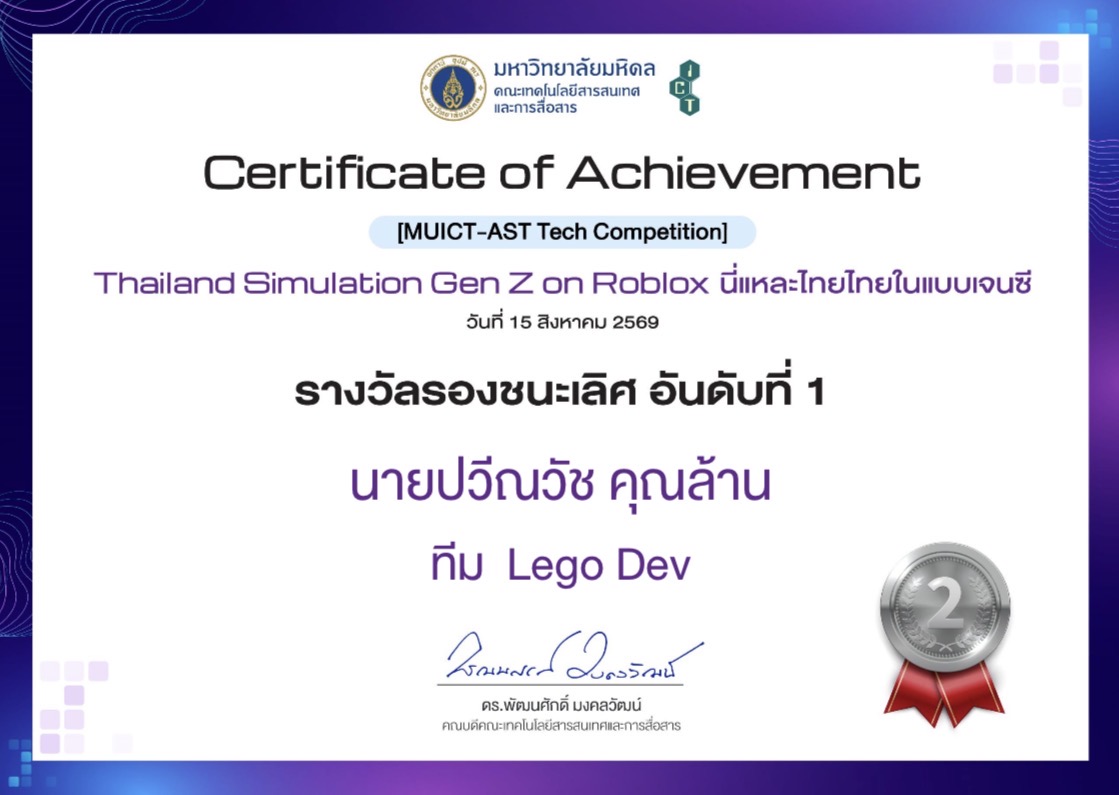 มหาวิทยาลัยมหิดล
คณะเทคโนโลยีสารสนเทศ
และการสื่อสาร
ICT
Certificate of Achievement
[MUICT-AST Tech Competition]
Thailand Simulation Gen Z on Roblox นี่แหละไทยไทยในแบบเจนซี
วันที่ 15 สิงหาคม 2569
รางวัลรองชนะเลิศ อันดับที่ 1
นายปวีณวัช คุณล้าน
ทีม Lego Dev
2
ดร.พัฒนศักดิ์ มงคลวัฒน์
คณบดีคณะเทคโนโลยีสารสนเทศและการสื่อสาร